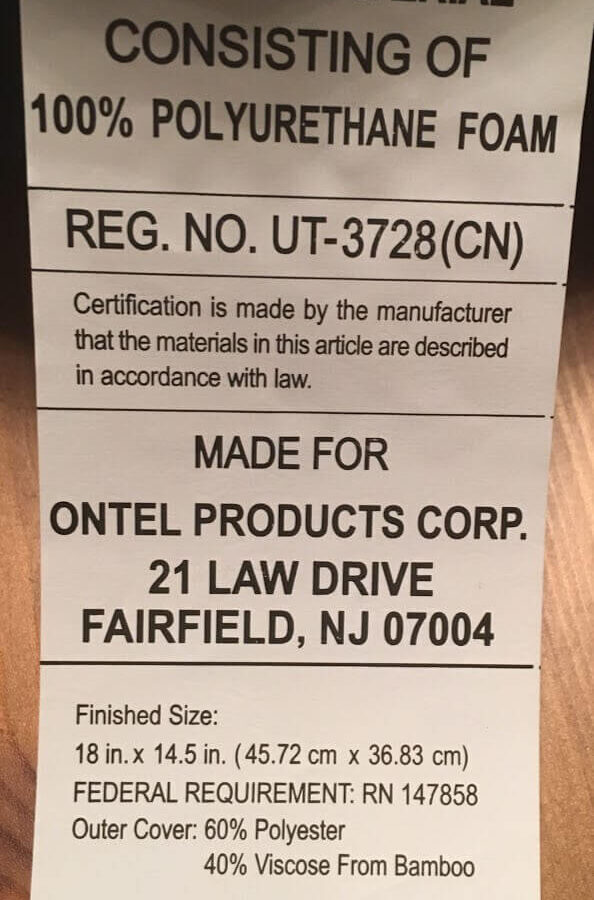 CONSISTING OF
100% POLYURETHANE FOAM
REG. NO. UT-3728(CN)
Certification is made by the manufacturer
that the materials in this article are described
in accordance with law.
MADE FOR
ONTEL PRODUCTS CORP.
21 LAW DRIVE
FAIRFIELD, NJ 07004
Finished Size:
18 in. x 14.5 in. (45.72 cm x 36.83 cm)
FEDERAL REQUIREMENT: RN 147858
Outer Cover: 60% Polyester
40% Viscose From Bamboo